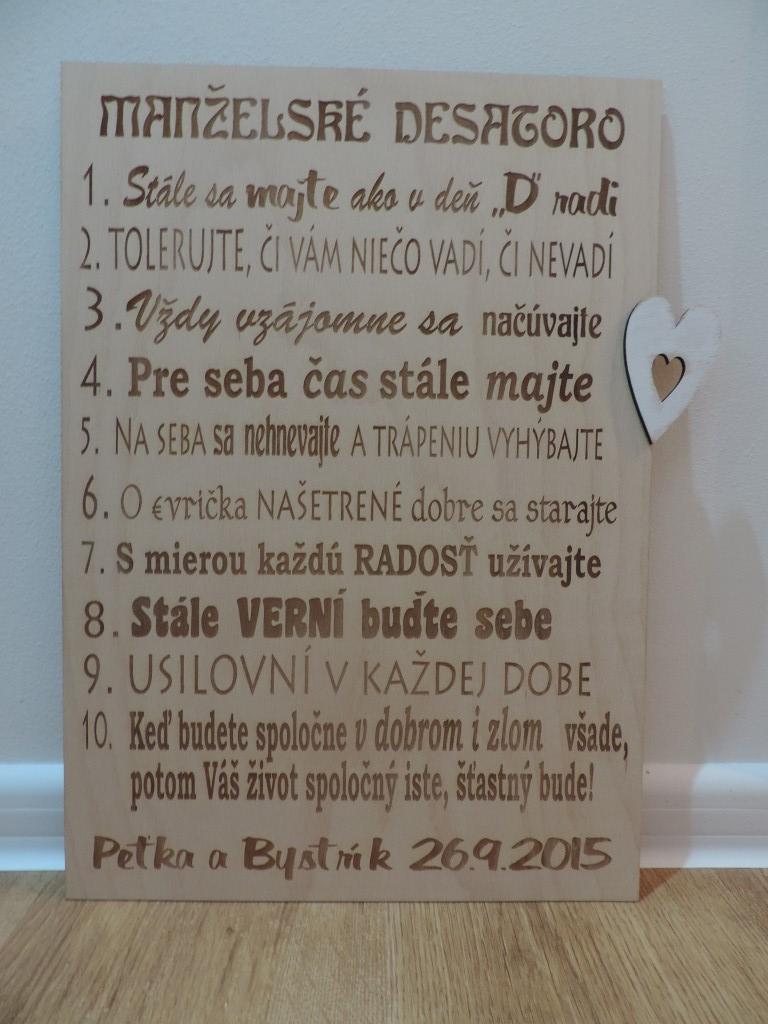 MANŽELSKÉ DESATORO
1. Stále sa majte ako v deň „D" radi
2. TOLERUJTE, ČI VÁM NIEČO VADÍ, ČI NEVADÍ
3. Vždy vzájomne sa načúvajte
4. Pre seba čas stále majte
5. NA SEBA sa nehnevajte A TRÁPENIU VYHÝBAJTE
6. O €vrička NAŠETRENÉ dobre sa starajte
7. S mierou každú RADOSŤ užívajte
8. Stále VERNÍ buďte sebe
9. USILOVNÍ V KAŽDEJ DOBE
10. Keď budete spoločne v dobrom i zlom všade,
potom Váš život spoločný iste, šťastný bude!
Peťka a Bystrík 26.9.2015